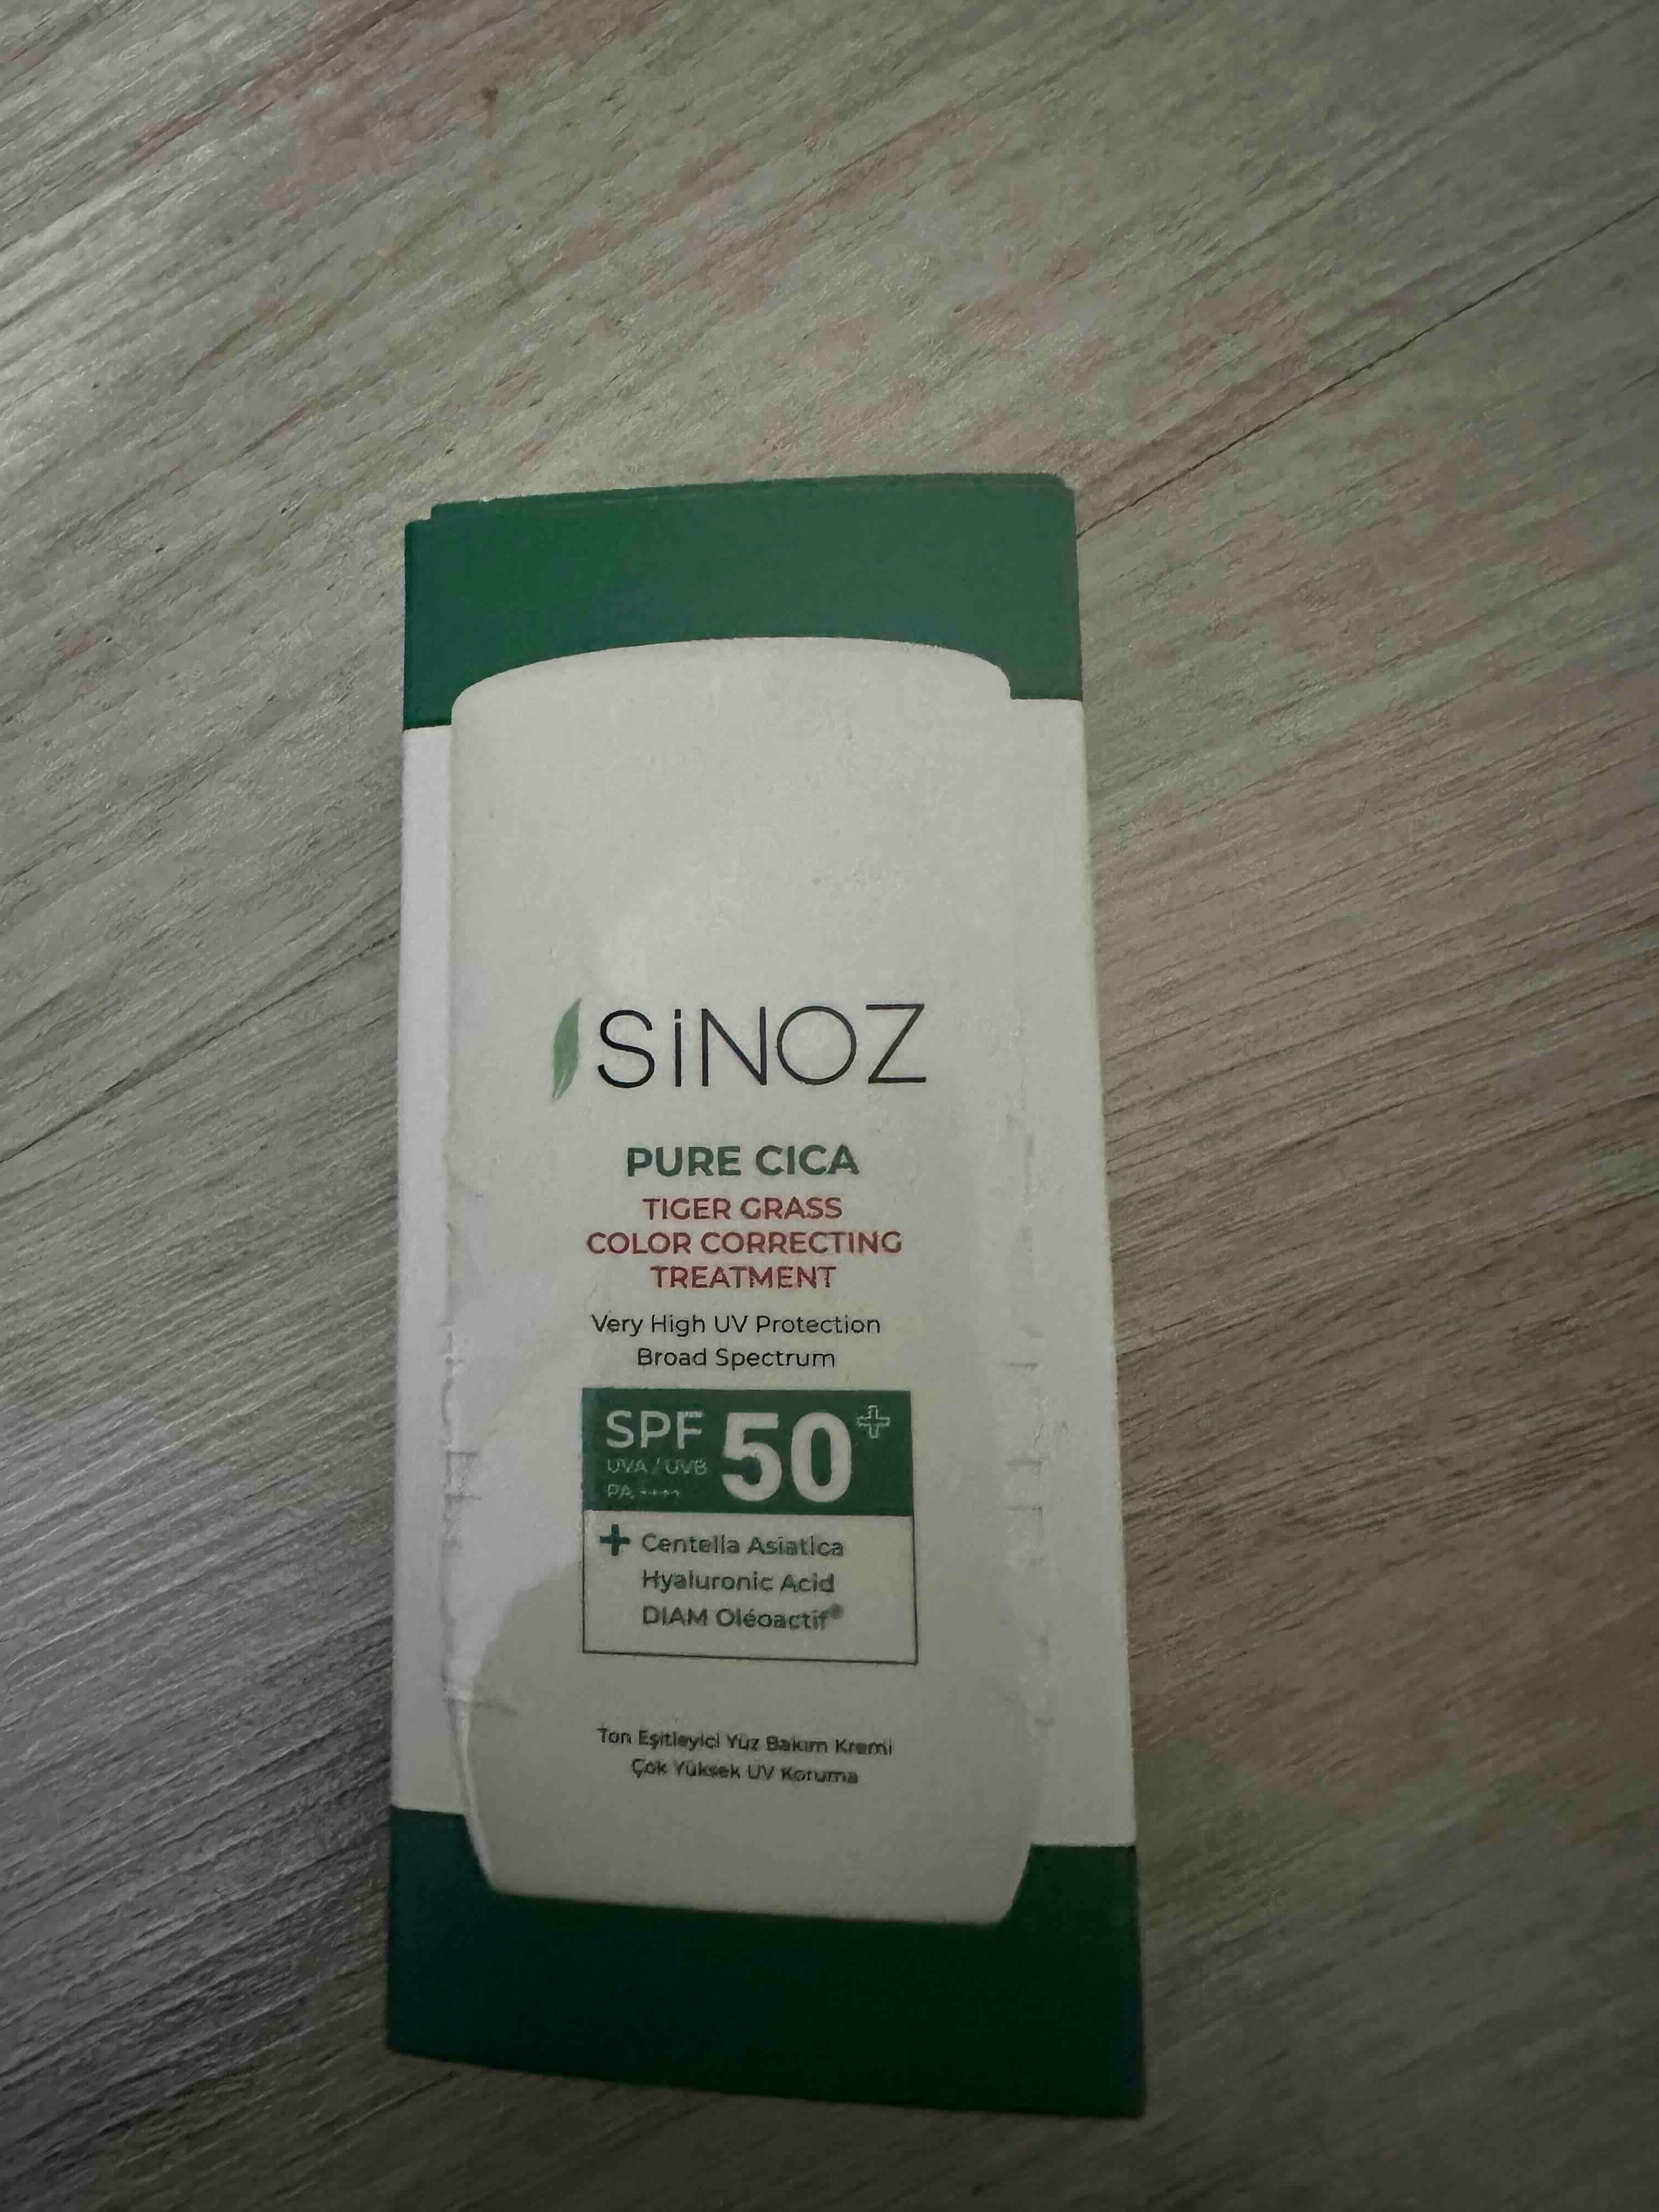 SiNOZ
PURE CICA
TIGER GRASS
COLOR CORRECTING
TREATMENT
Very High UV Protection
Broad Spectrum
SPF 50+
UVA / UVB
PA ++++
+ Centella Asiatica
Hyaluronic Acid
DIAM Oléoactif®
Ton Eşitleyici Yüz Bakım Kremi
Çok Yüksek UV Koruma